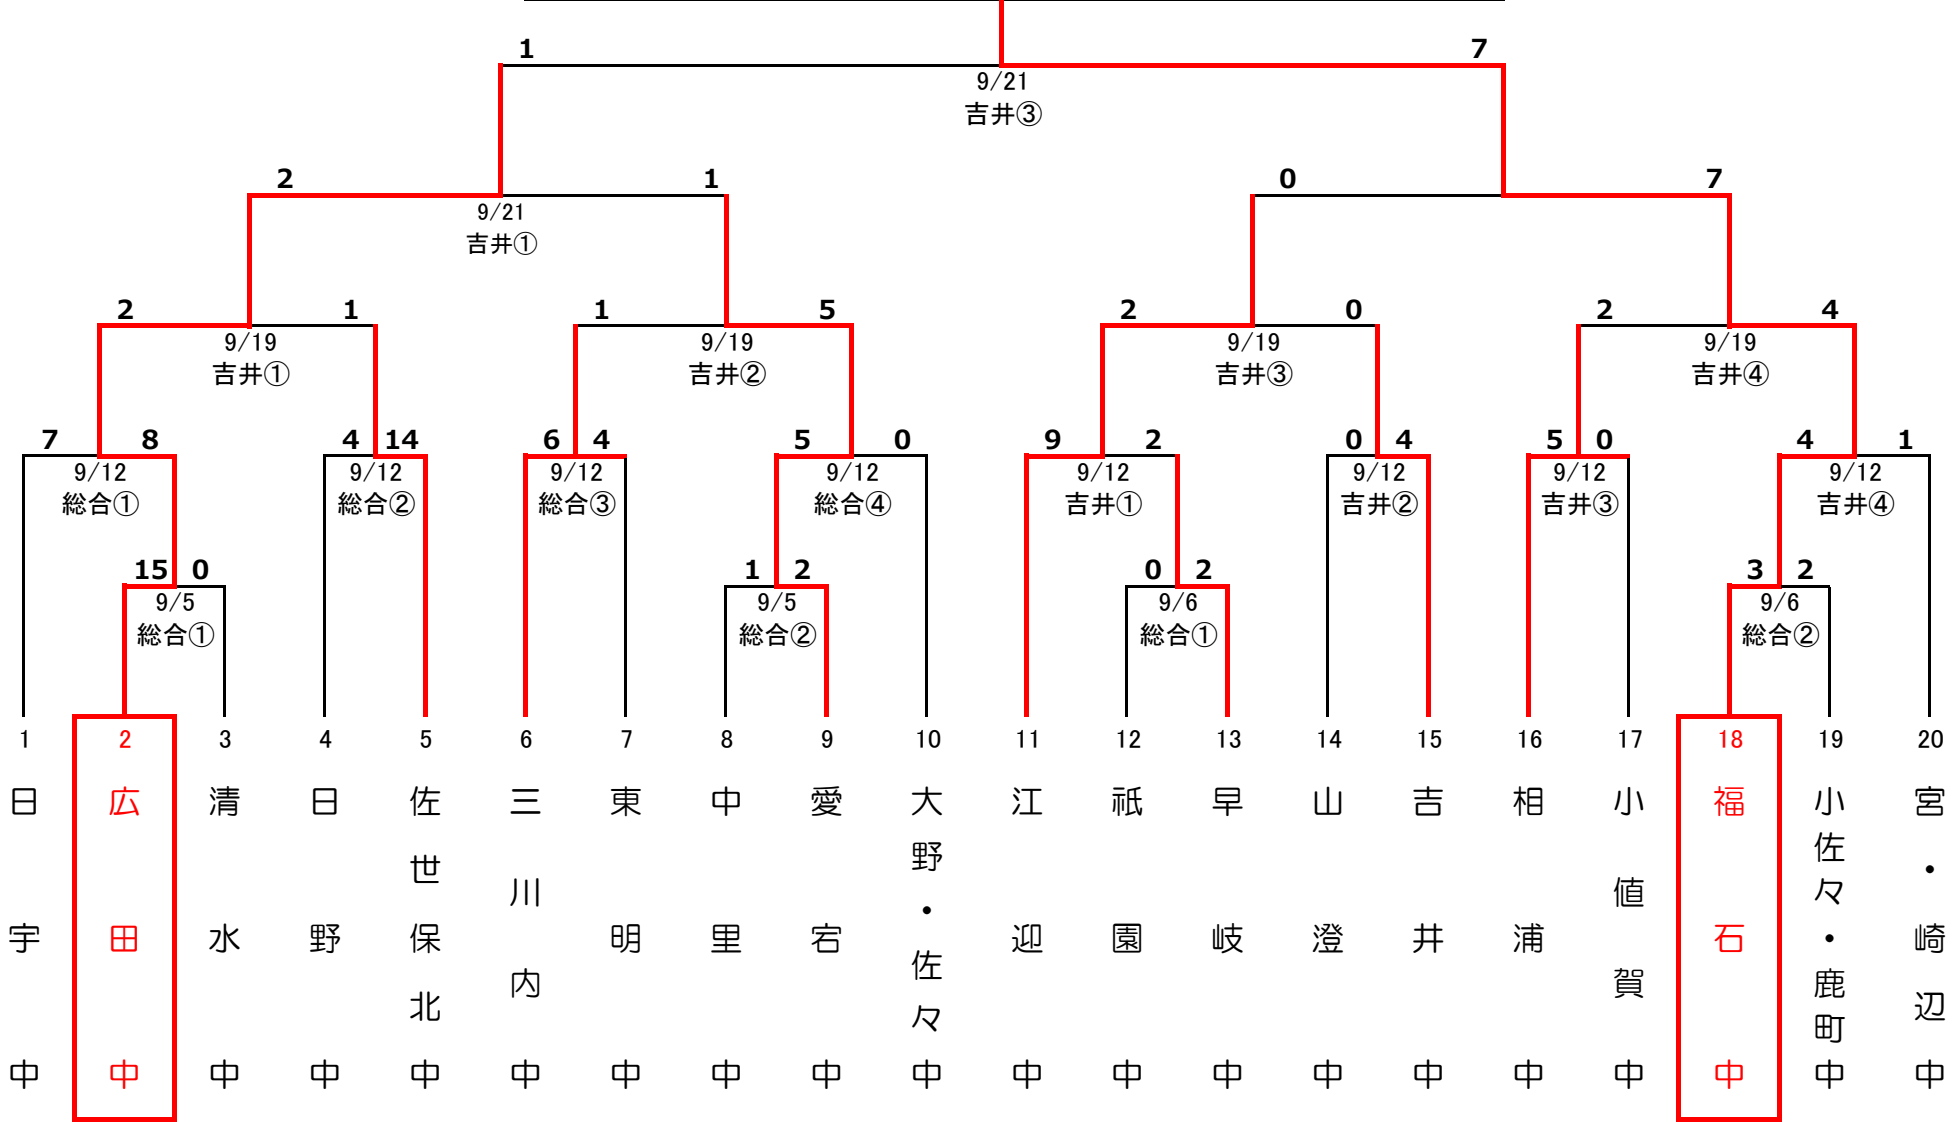 1 7
9/21
吉井③
2 1 0 7
9/21
吉井①
2 1 1 5 2 0 2 4
9/19 9/19 9/19 9/19
吉井① 吉井② 吉井③ 吉井④
7 8 4 14 6 4 5 0 9 2 0 4 5 0 4 1
9/12 9/12 9/12 9/12 9/12 9/12 9/12 9/12
総合① 総合② 総合③ 総合④ 吉井① 吉井② 吉井③ 吉井④
15 0 1 2 0 2 3 2
9/5 9/5 9/6 9/6
総合① 総合② 総合① 総合②
1 2 3 4 5 6 7 8 9 10 11 12 13 14 15 16 17 18 19 20
日宇中
広田中
清水中
日野中
佐世保北中
三川内中
東明中
中里中
愛宕中
大野・佐々中
江迎中
祇園中
早岐中
山澄中
吉井中
相浦中
小値賀中
福石中
小佐々・鹿町中
宮・崎辺中